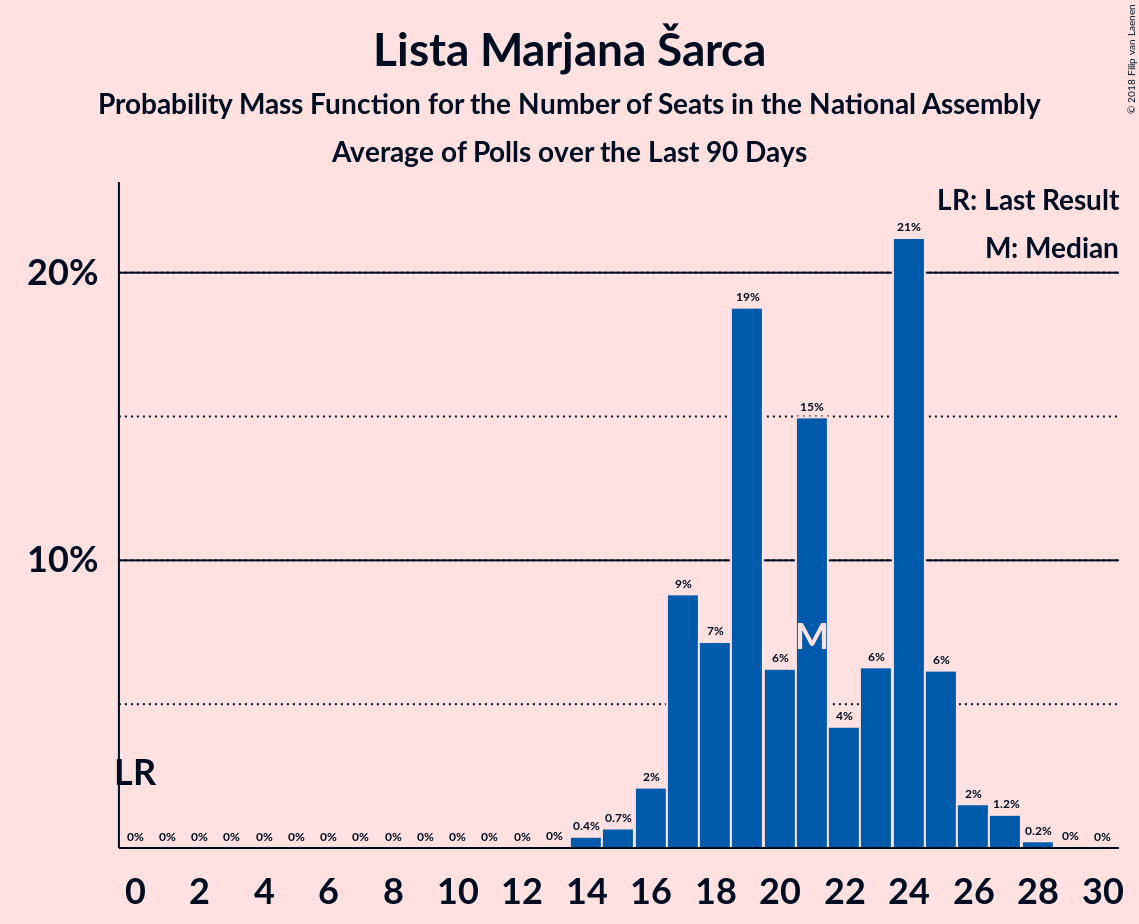 Lista Marjana Šarca
Probability Mass Function for the Number of Seats in the National Assembly
Average of Polls over the Last 90 Days
© 2018 Filip van Laenen
LR: Last Result
M: Median
20%
10%
LR
M
0% 0% 0% 0% 0% 0% 0% 0% 0% 0% 0% 0% 0% 0% 0.4% 0.7% 2% 9% 7% 19% 6% 15% 4% 6% 21% 6% 2% 1.2% 0.2% 0% 0%
0 2 4 6 8 10 12 14 16 18 20 22 24 26 28 30